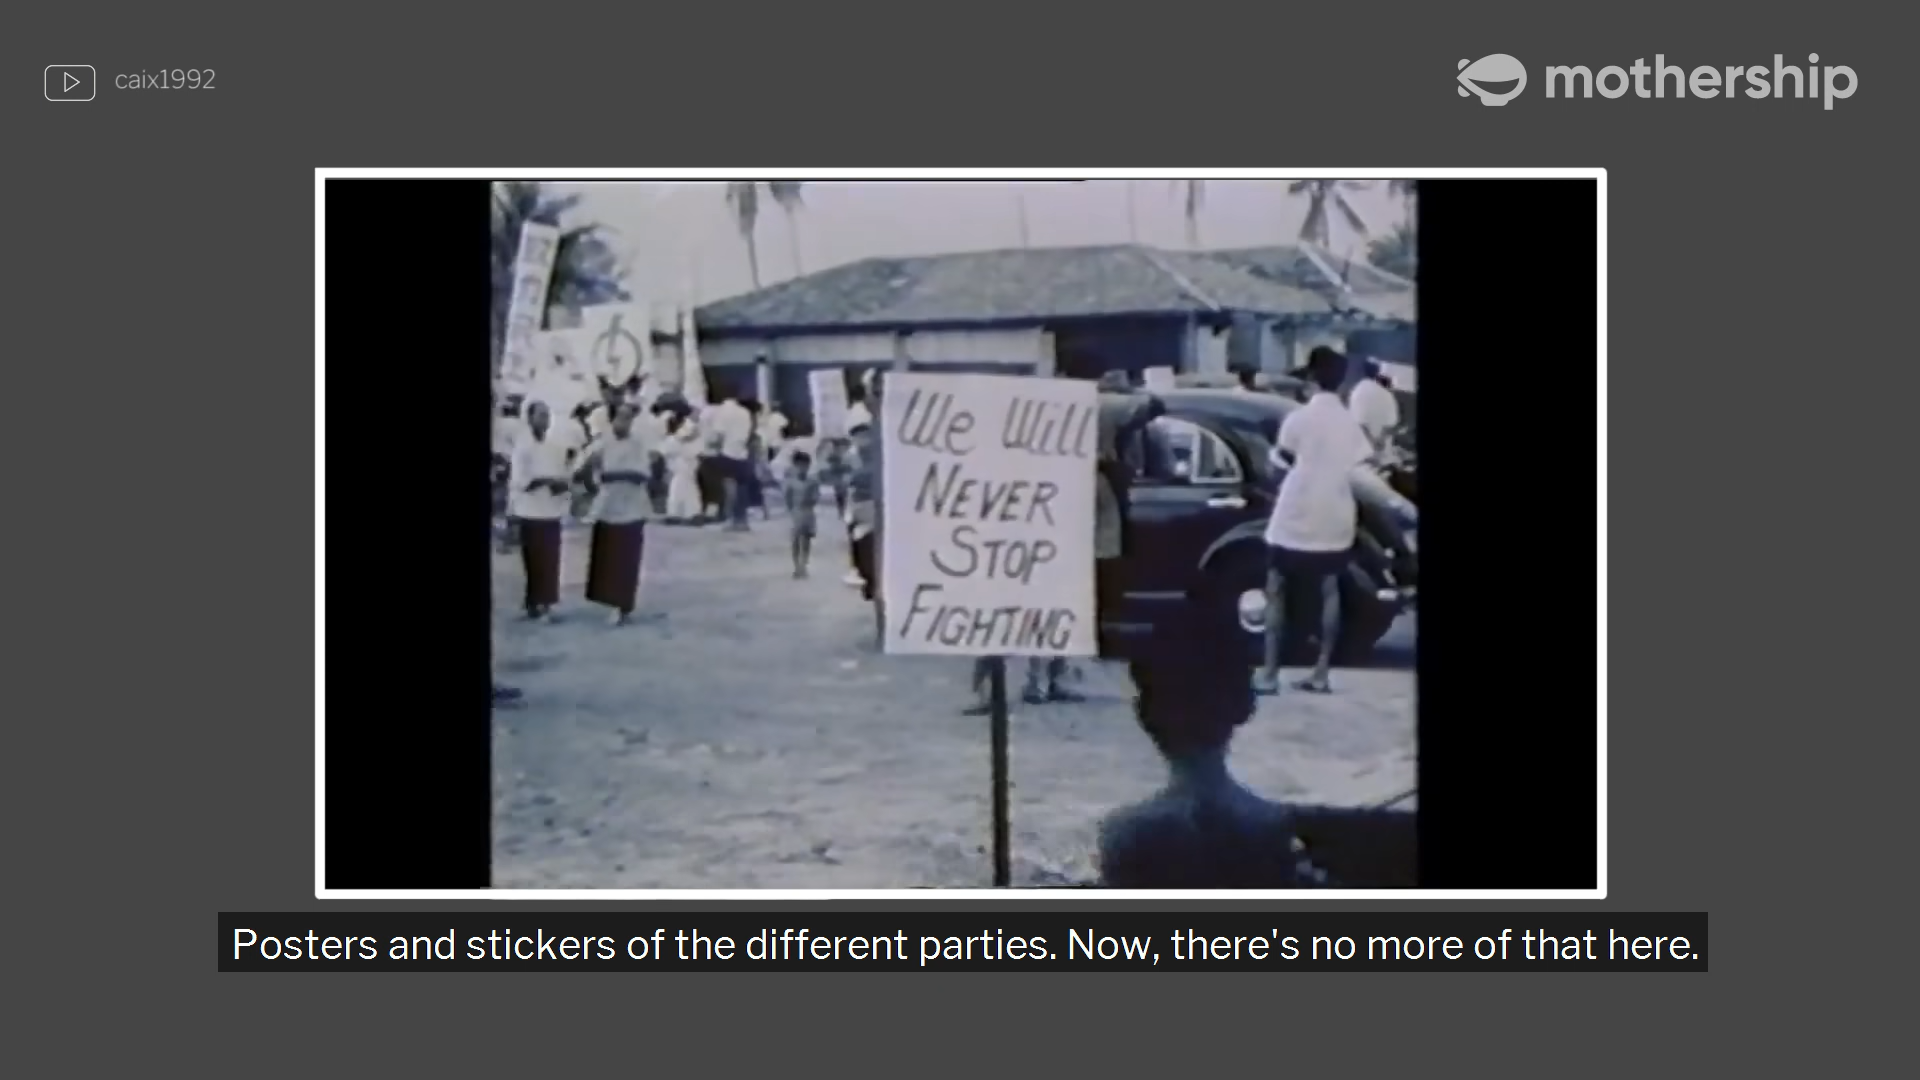 caix1992
mothership
We Will
NEVER
STOP
FIGHTING
Posters and stickers of the different parties. Now, there's no more of that here.